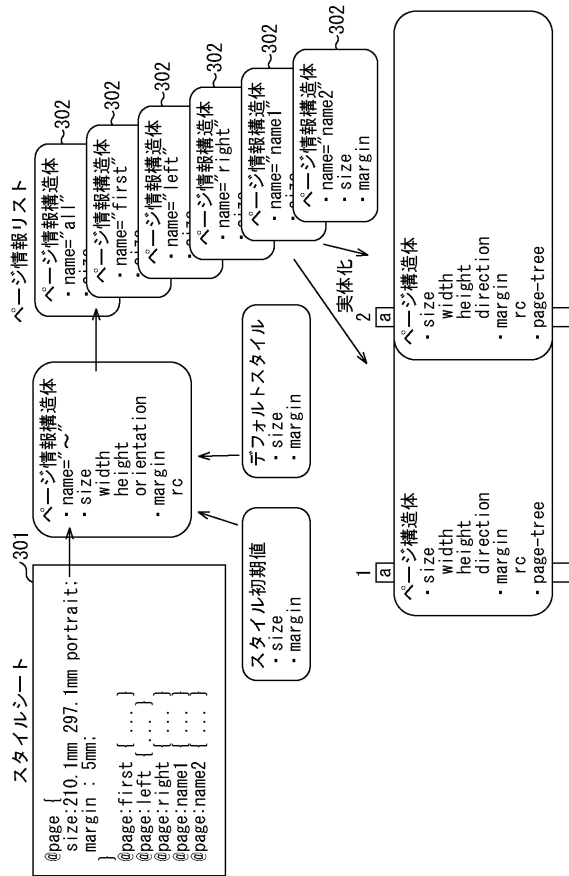 スタイルシート
301
@page {
size:210.1mm 297.1mm portrait;
margin : 5mm;
}
@page:first { ... }
@page:left { ... }
@page:right { ... }
@page:name1 { ... }
@page:name2 { ... }
ページ情報構造体
・name="～"
・size
width
height
orientation
・margin
rc
スタイル初期値
・size
・margin
デフォルトスタイル
・size
・margin
ページ情報リスト
ページ情報構造体
・name="all"
302
ページ情報構造体
・name="first"
302
ページ情報構造体
・name="left"
302
ページ情報構造体
・name="right"
302
ページ情報構造体
・name="name1"
302
ページ情報構造体
・name="name2"
・size
・margin
302
実体化
1
a
ページ構造体
・size
width
height
direction
・margin
rc
・page-tree
2
a
ページ構造体
・size
width
height
direction
・margin
rc
・page-tree